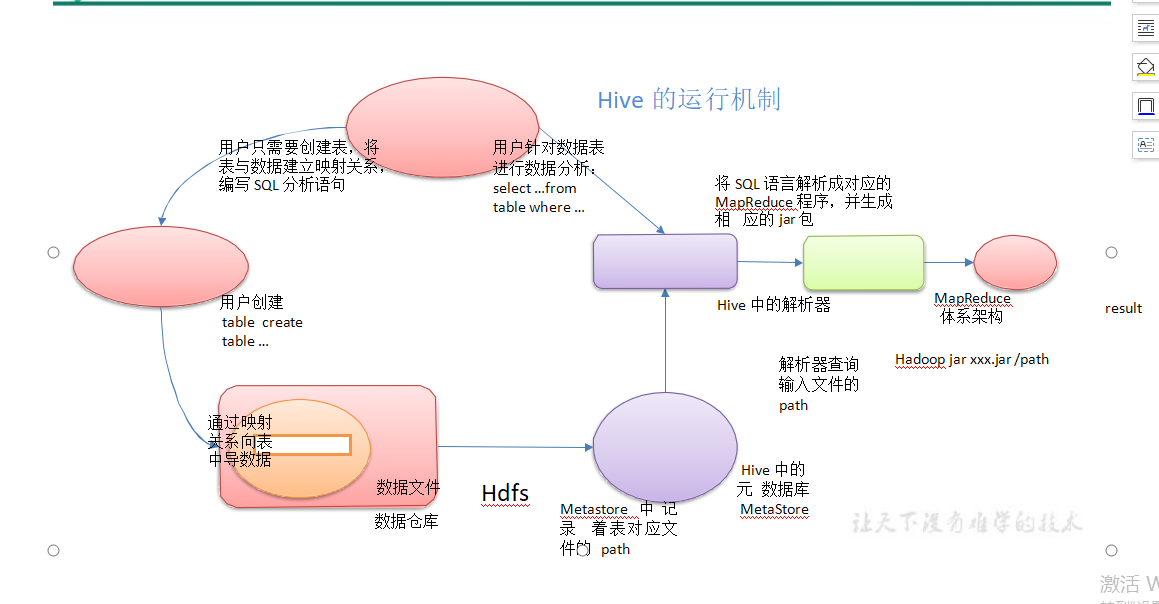 Hive 的运行机制
用户只需要创建表，将
表与数据建立映射关系，
编写 SQL 分析语句
用户针对数据表
进行数据分析：
select ...from
table where ...
将 SQL 语言解析成对应的
MapReduce 程序，并生成
相 应的 jar 包
用户创建
table create
table ...
Hive 中的解析器
MapReduce
体系架构
result
解析器查询
输入文件的
path
Hadoop jar xxx.jar /path
通过映射
关系向表
中导数据
数据文件
数据仓库
Hdfs
Metastore 中 记
录 着表对应文
件的 path
Hive 中的
元 数据库
MetaStore
让天下没有难学的技术
激活 W